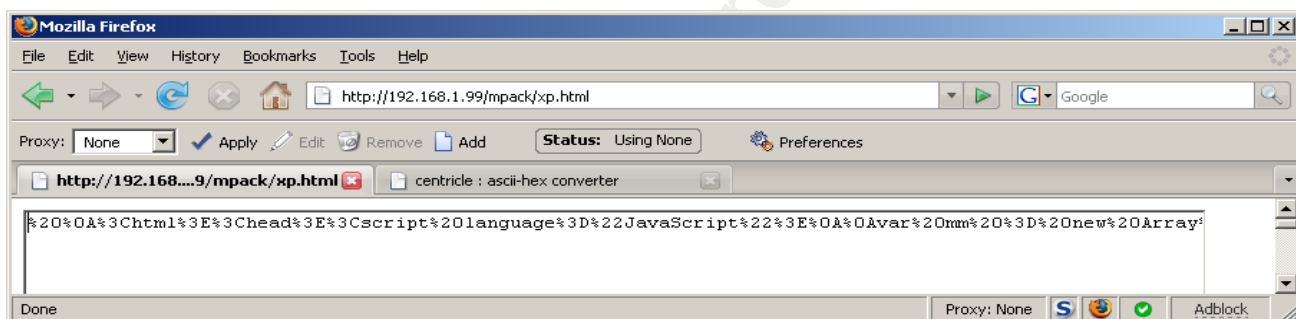 Mozilla Firefox
File Edit View History Bookmarks Tools Help
http://192.168.1.99/mpack/xp.html G Google
Proxy: None Apply Edit Remove Add Status: Using None Preferences
http://192.168....9/mpack/xp.html centricle : ascii-hex converter
%20%0A%3Chtml%3E%3Chead%3E%3Cscript%20language%3D%22JavaScript%22%3E%0A%0Avar%20mm%20%3D%20new%20Array
Done Proxy: None S Adblock